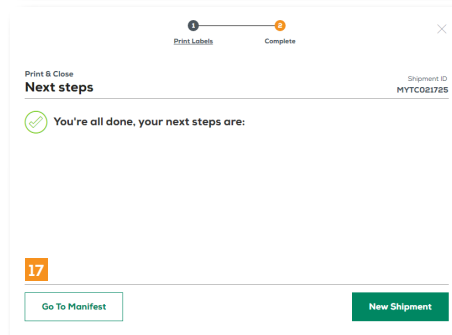 1
2
Print Labels
Complete
Print & Close
Next steps
Shipment ID
MYTC021725
You're all done, your next steps are:
17
Go To Manifest
New Shipment